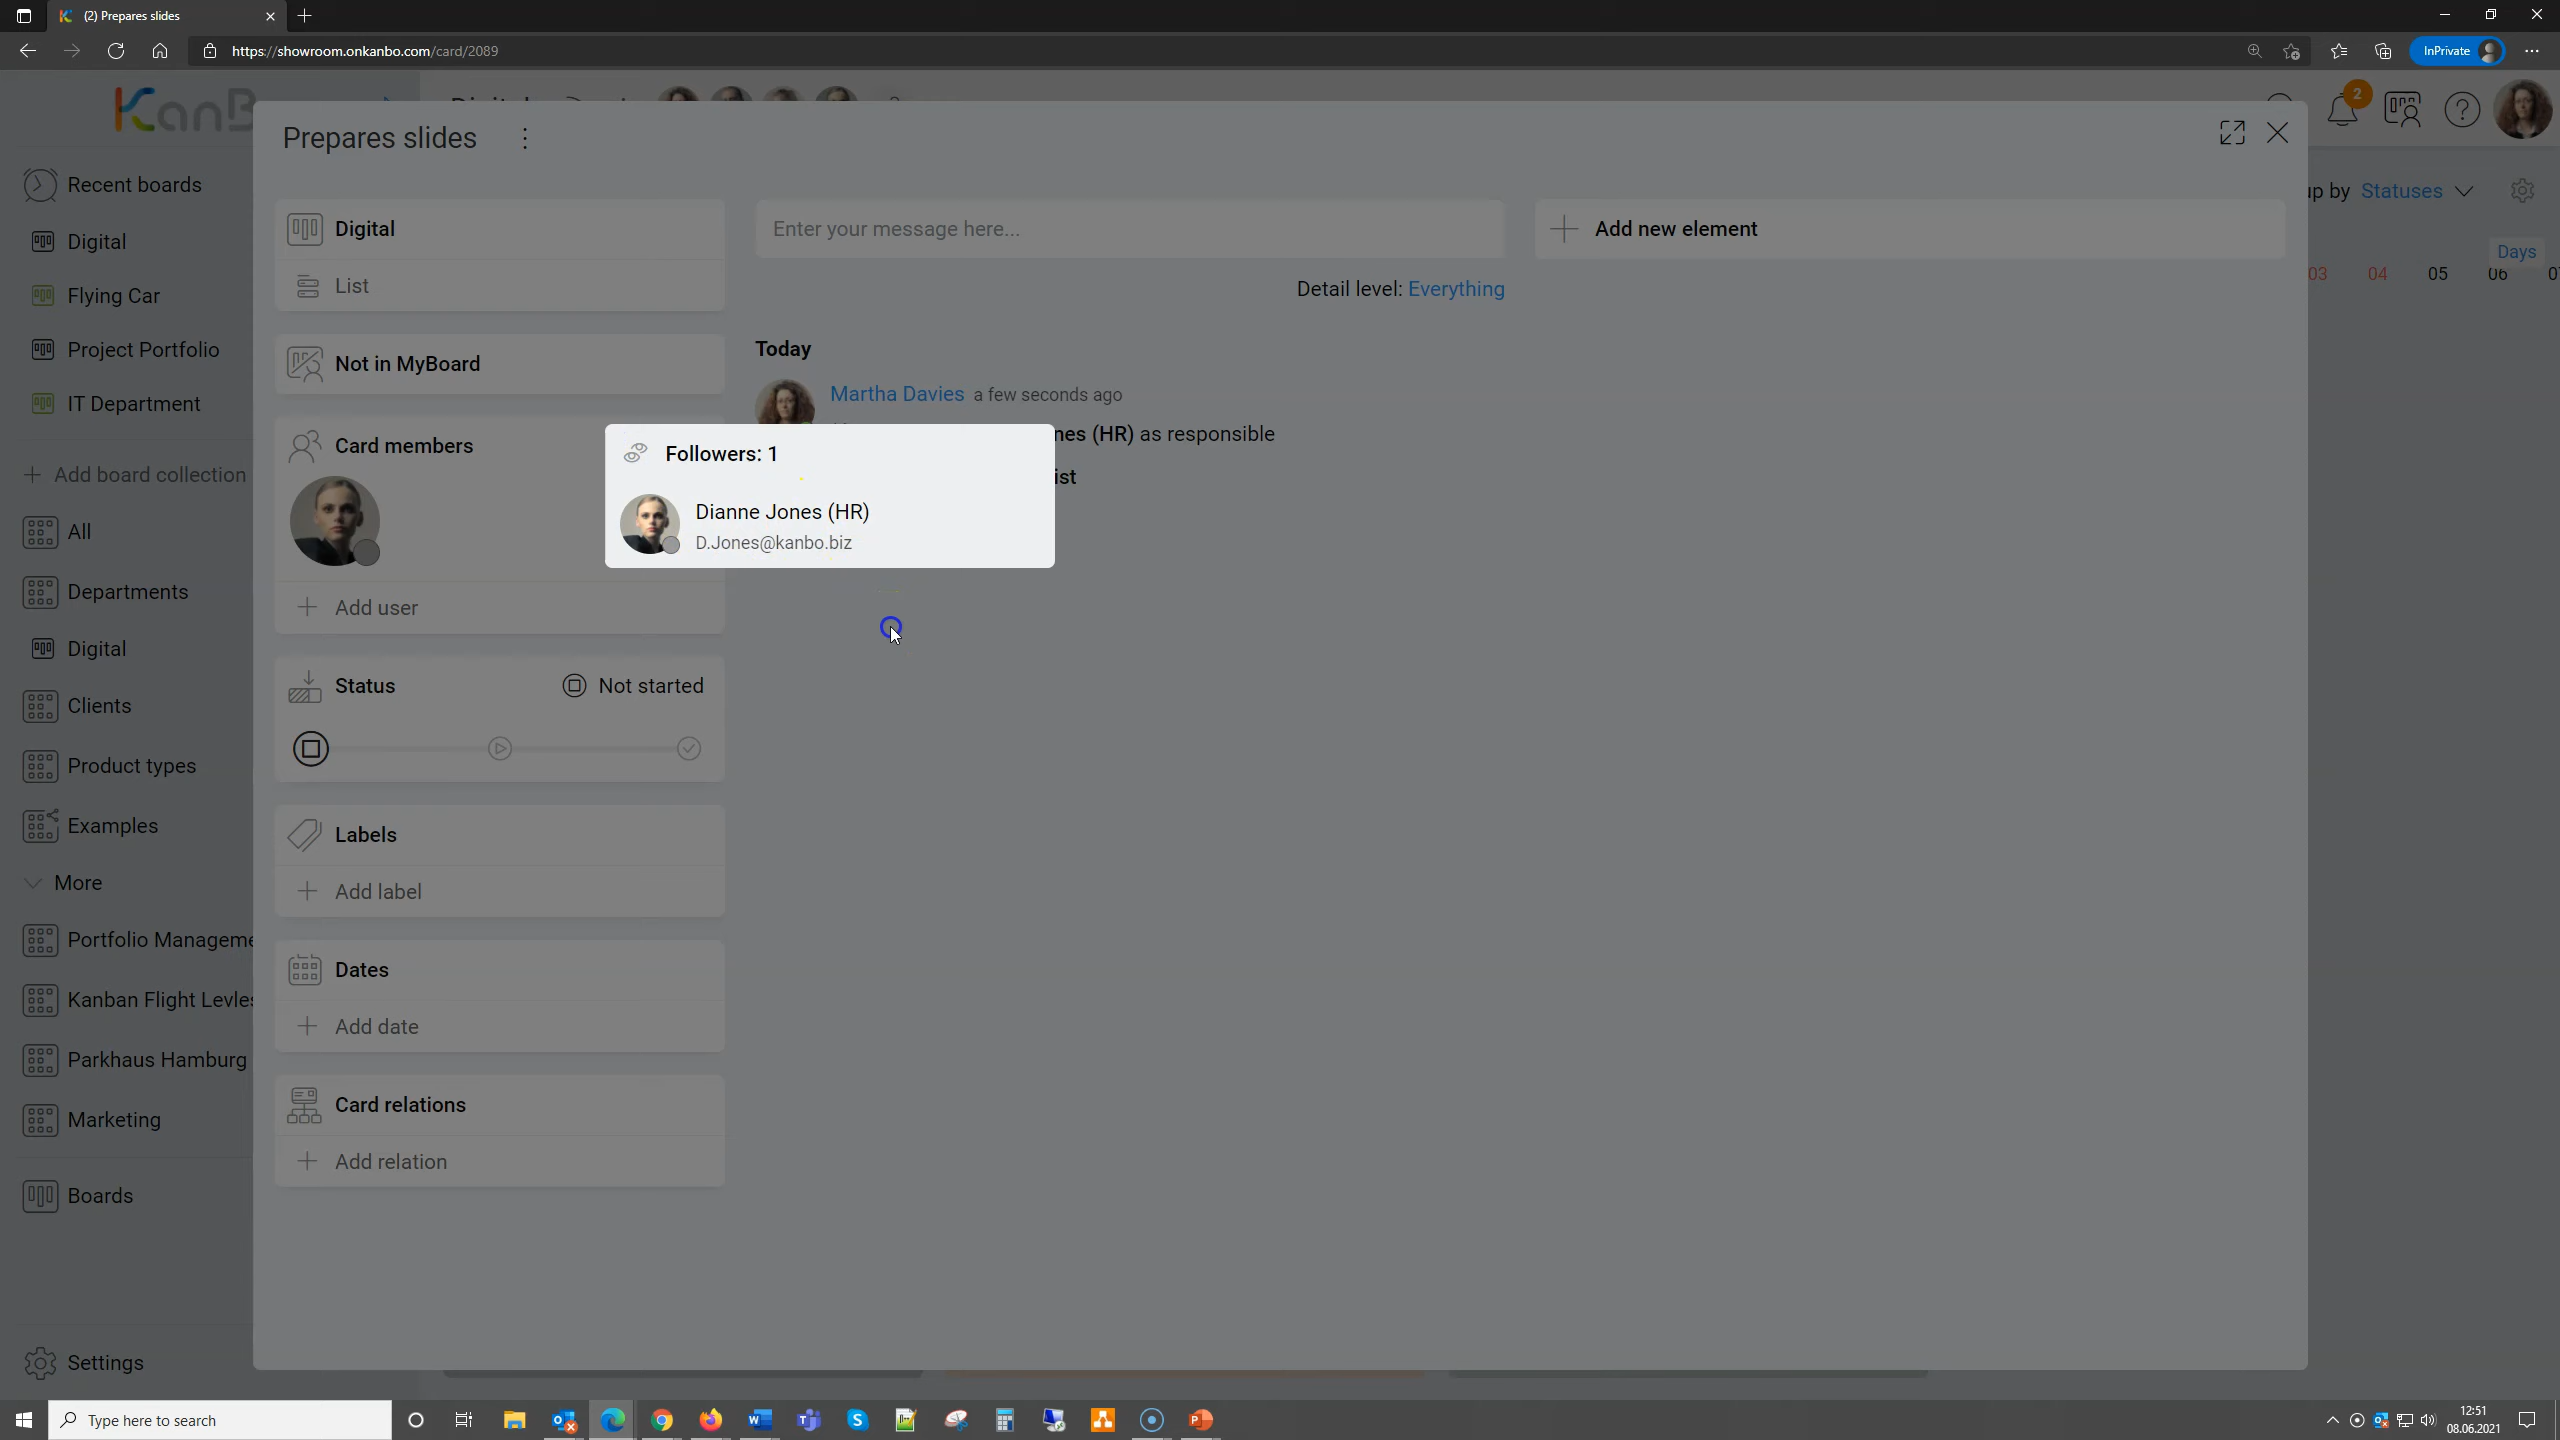 (2) Prepares slides
https://showroom.onkanbo.com/card/2089
InPrivate
KanB
2
Prepares slides
Recent boards
Digital
Flying Car
Project Portfolio
IT Department
Add board collection
All
Departments
Digital
Clients
Product types
Examples
More
Portfolio Manageme
Kanban Flight Levles
Parkhaus Hamburg
Marketing
Boards
Settings
Digital
List
Not in MyBoard
Card members
Add user
Status
Not started
Labels
Add label
Dates
Add date
Card relations
Add relation
Enter your message here...
Detail level: Everything
Today
Martha Davies a few seconds ago
nes (HR) as responsible
ist
Followers: 1
Dianne Jones (HR)
D.Jones@kanbo.biz
Add new element
up by Statuses
Days
03 04 05 06
Type here to search
12:51
08.06.2021